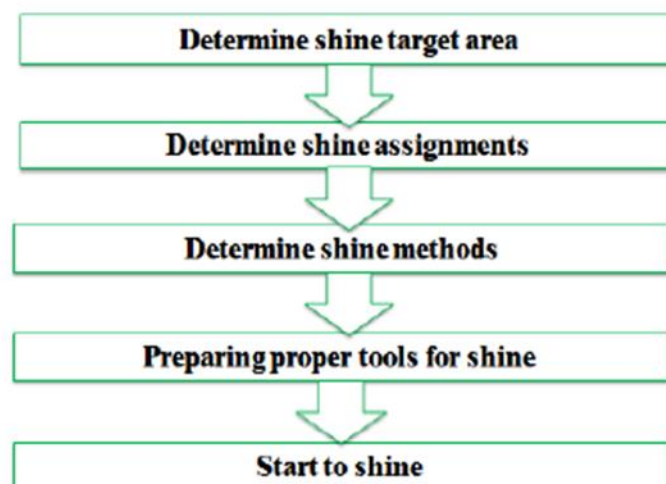 Determine shine target area
Determine shine assignments
Determine shine methods
Preparing proper tools for shine
Start to shine